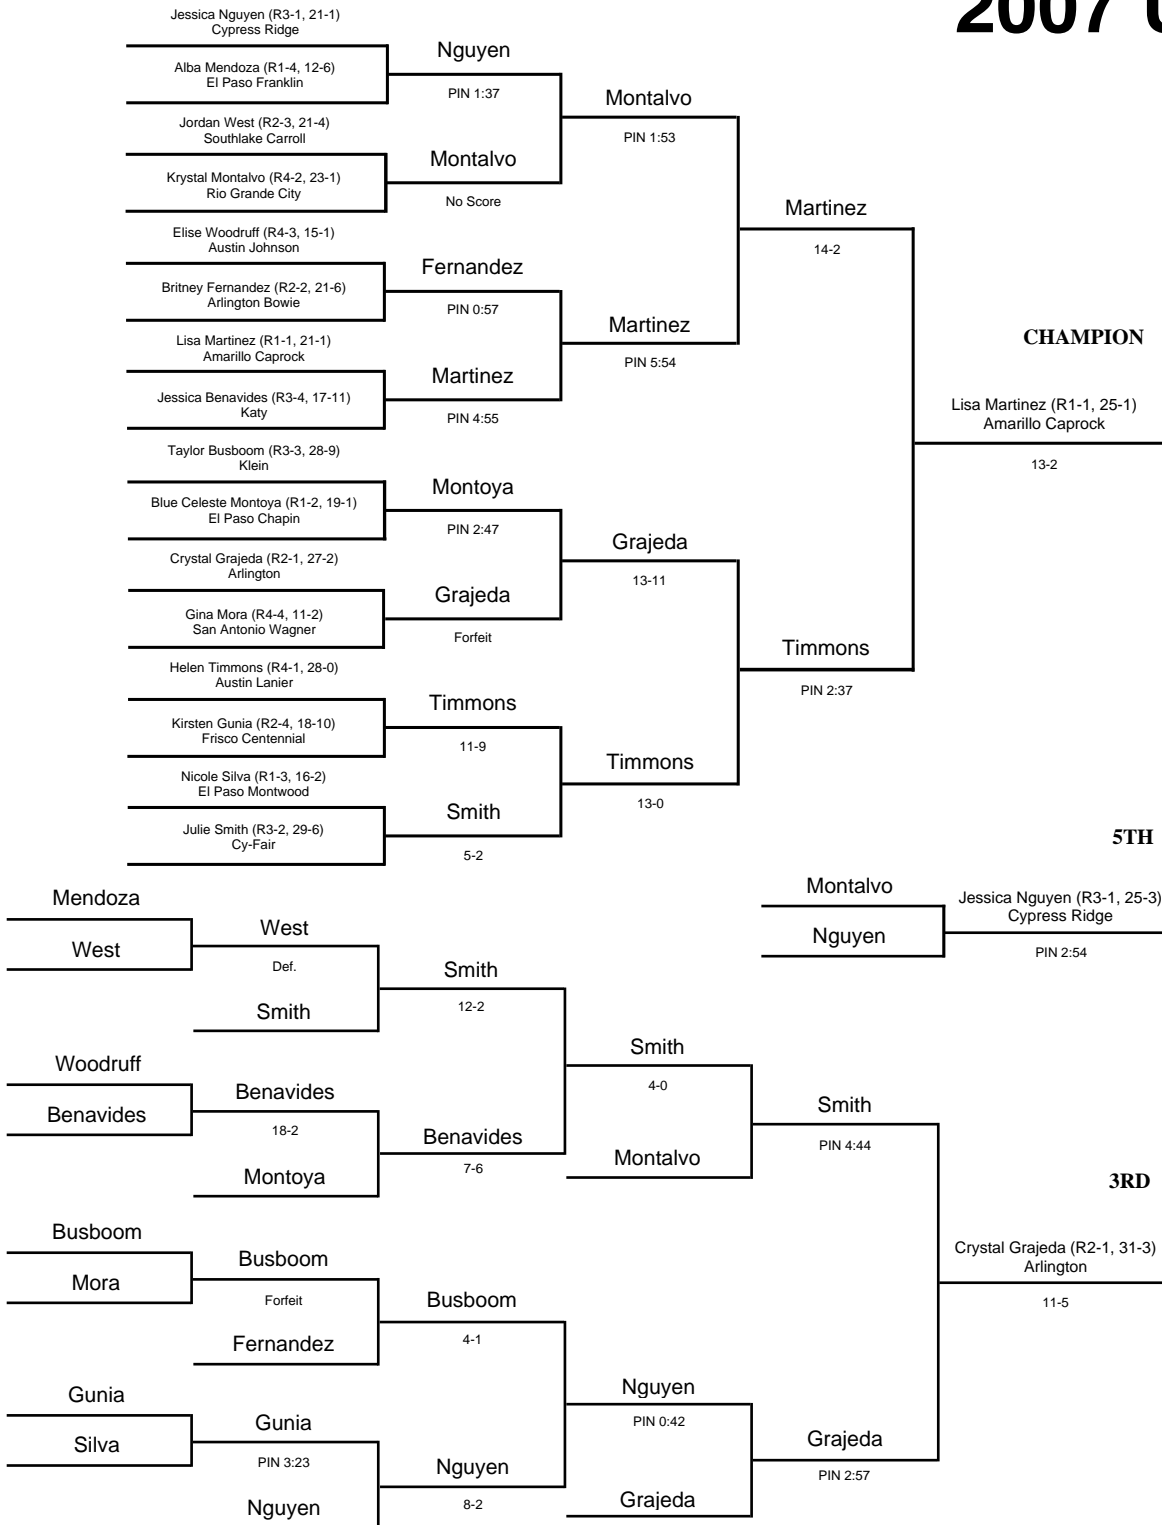 2007 U
Jessica Nguyen (R3-1, 21-1)
Cypress Ridge
Nguyen
Alba Mendoza (R1-4, 12-6)
El Paso Franklin
PIN 1:37
Montalvo
PIN 1:53
Jordan West (R2-3, 21-4)
Southlake Carroll
Montalvo
Krystal Montalvo (R4-2, 23-1)
Rio Grande City
No Score
Martinez
14-2
Elise Woodruff (R4-3, 15-1)
Austin Johnson
Fernandez
Britney Fernandez (R2-2, 21-6)
Arlington Bowie
PIN 0:57
Martinez
PIN 5:54
Lisa Martinez (R1-1, 21-1)
Amarillo Caprock
Martinez
Jessica Benavides (R3-4, 17-11)
Katy
PIN 4:55
CHAMPION
Lisa Martinez (R1-1, 25-1)
Amarillo Caprock
13-2
Taylor Busboom (R3-3, 28-9)
Klein
Montoya
Blue Celeste Montoya (R1-2, 19-1)
El Paso Chapin
PIN 2:47
Grajeda
13-11
Crystal Grajeda (R2-1, 27-2)
Arlington
Grajeda
Gina Mora (R4-4, 11-2)
San Antonio Wagner
Forfeit
Timmons
PIN 2:37
Helen Timmons (R4-1, 28-0)
Austin Lanier
Timmons
Kirsten Gunia (R2-4, 18-10)
Frisco Centennial
11-9
Timmons
13-0
Nicole Silva (R1-3, 16-2)
El Paso Montwood
Smith
Julie Smith (R3-2, 29-6)
Cy-Fair
5-2
5TH
Montalvo
Nguyen
Jessica Nguyen (R3-1, 25-3)
Cypress Ridge
PIN 2:54
Mendoza
West
West
Def.
Smith
Smith
12-2
Woodruff
Benavides
Benavides
18-2
Montoya
Benavides
7-6
Smith
4-0
Montalvo
Smith
PIN 4:44
3RD
Crystal Grajeda (R2-1, 31-3)
Arlington
11-5
Busboom
Mora
Busboom
Forfeit
Fernandez
Busboom
4-1
Gunia
Silva
Gunia
PIN 3:23
Nguyen
Nguyen
8-2
Nguyen
PIN 0:42
Grajeda
Grajeda
PIN 2:57